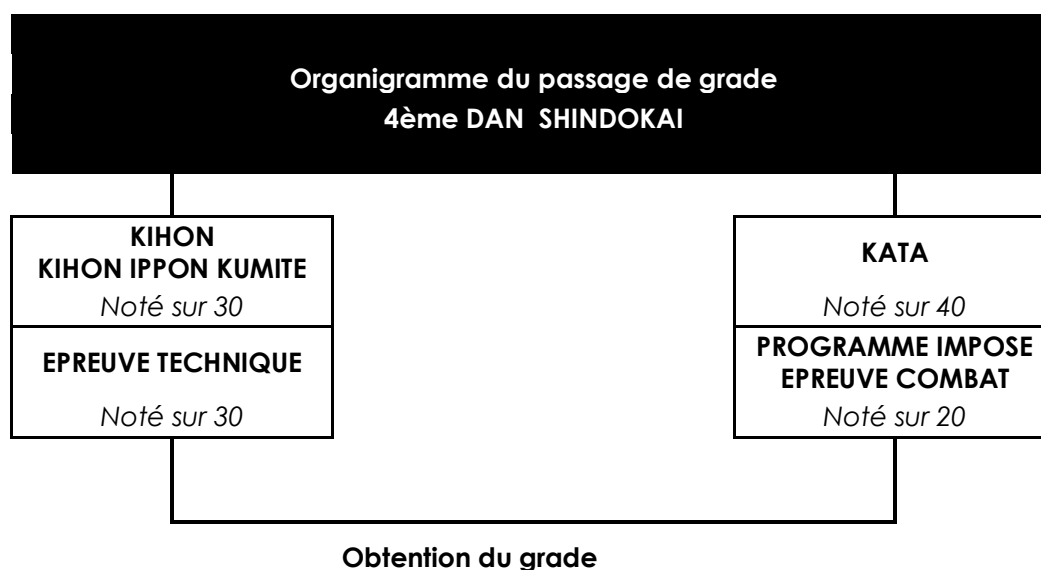 Organigramme du passage de grade
4ème DAN SHINDOKAI
KIHON
KIHON IPPON KUMITE
Noté sur 30
EPREUVE TECHNIQUE
Noté sur 30
KATA
Noté sur 40
PROGRAMME IMPOSE
EPREUVE COMBAT
Noté sur 20
Obtention du grade